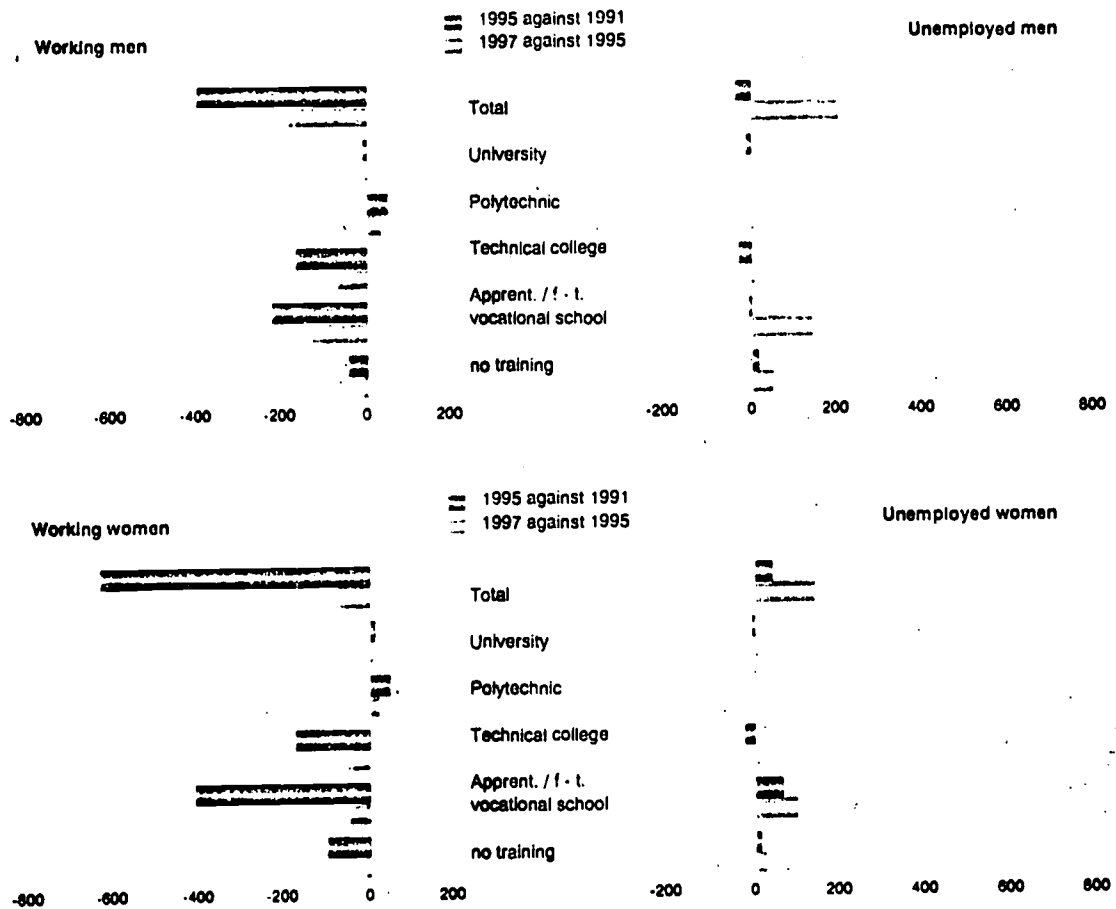 1995 against 1991
1997 against 1995
Working men
Unemployed men
Total
University
Polytechnic
Technical college
Apprent. / f - t.
vocational school
no training
-800 -600 -400 -200 0 200
-200 0 200 400 600 800
1995 against 1991
1997 against 1995
Working women
Unemployed women
Total
University
Polytechnic
Technical college
Apprent. / f - t.
vocational school
no training
-800 -600 -400 -200 0 200
-200 0 200 400 600 800